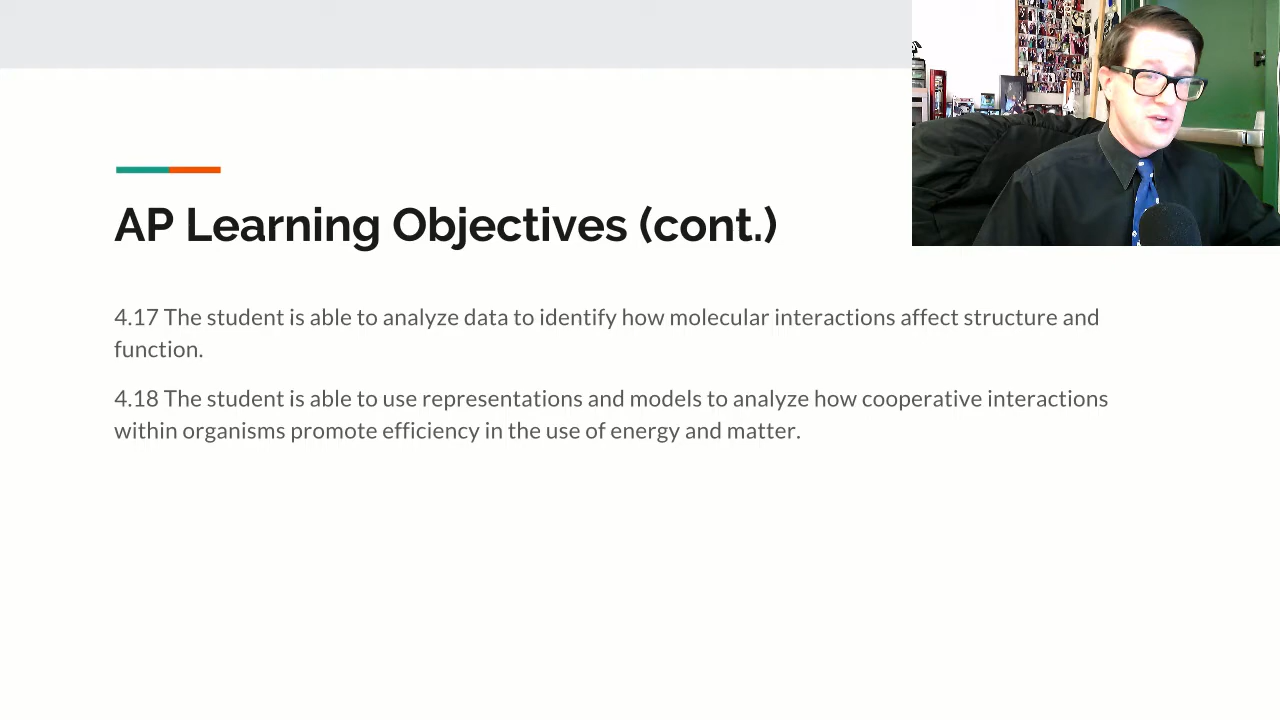 AP Learning Objectives (cont.)
4.17 The student is able to analyze data to identify how molecular interactions affect structure and
function.
4.18 The student is able to use representations and models to analyze how cooperative interactions
within organisms promote efficiency in the use of energy and matter.